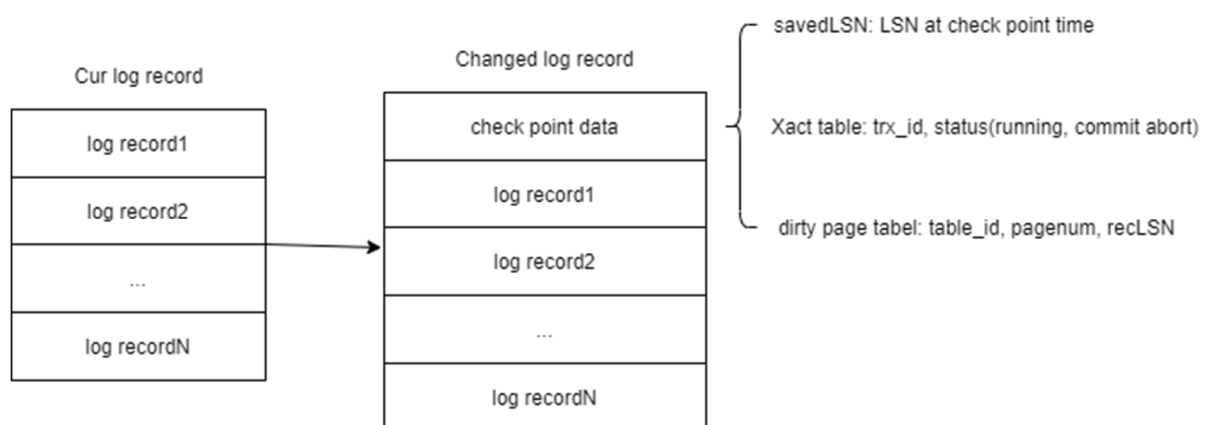 Cur log record
log record1
log record2
...
log recordN
Changed log record
check point data
log record1
log record2
...
log recordN
savedLSN: LSN at check point time
Xact table: trx_id, status(running, commit abort)
dirty page tabel: table_id, pagenum, recLSN